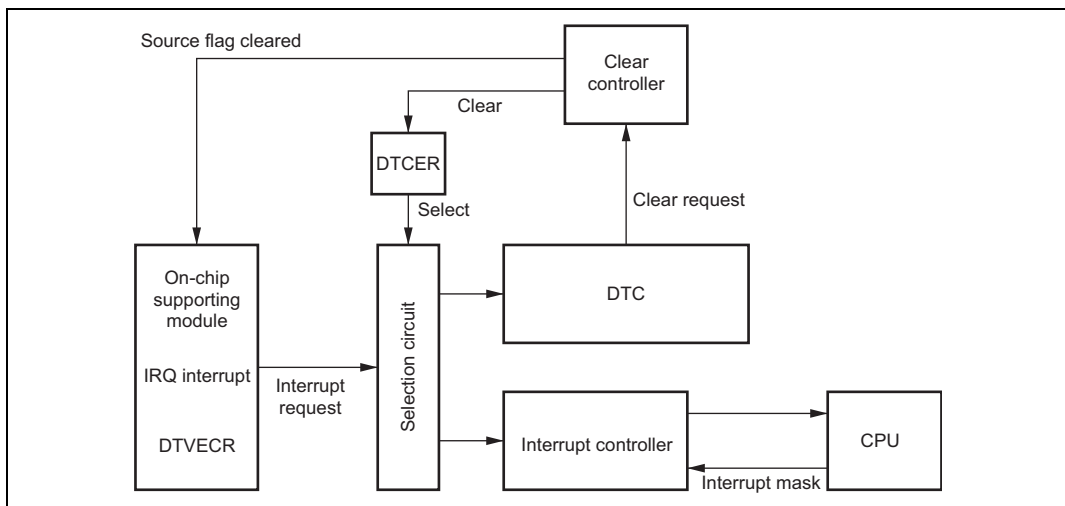 Source flag cleared
Clear
controller
Clear
DTCER
Clear request
Select
On-chip
supporting
module
IRQ interrupt
DTVECR
Interrupt
request
Selection circuit
DTC
Interrupt controller
CPU
Interrupt mask